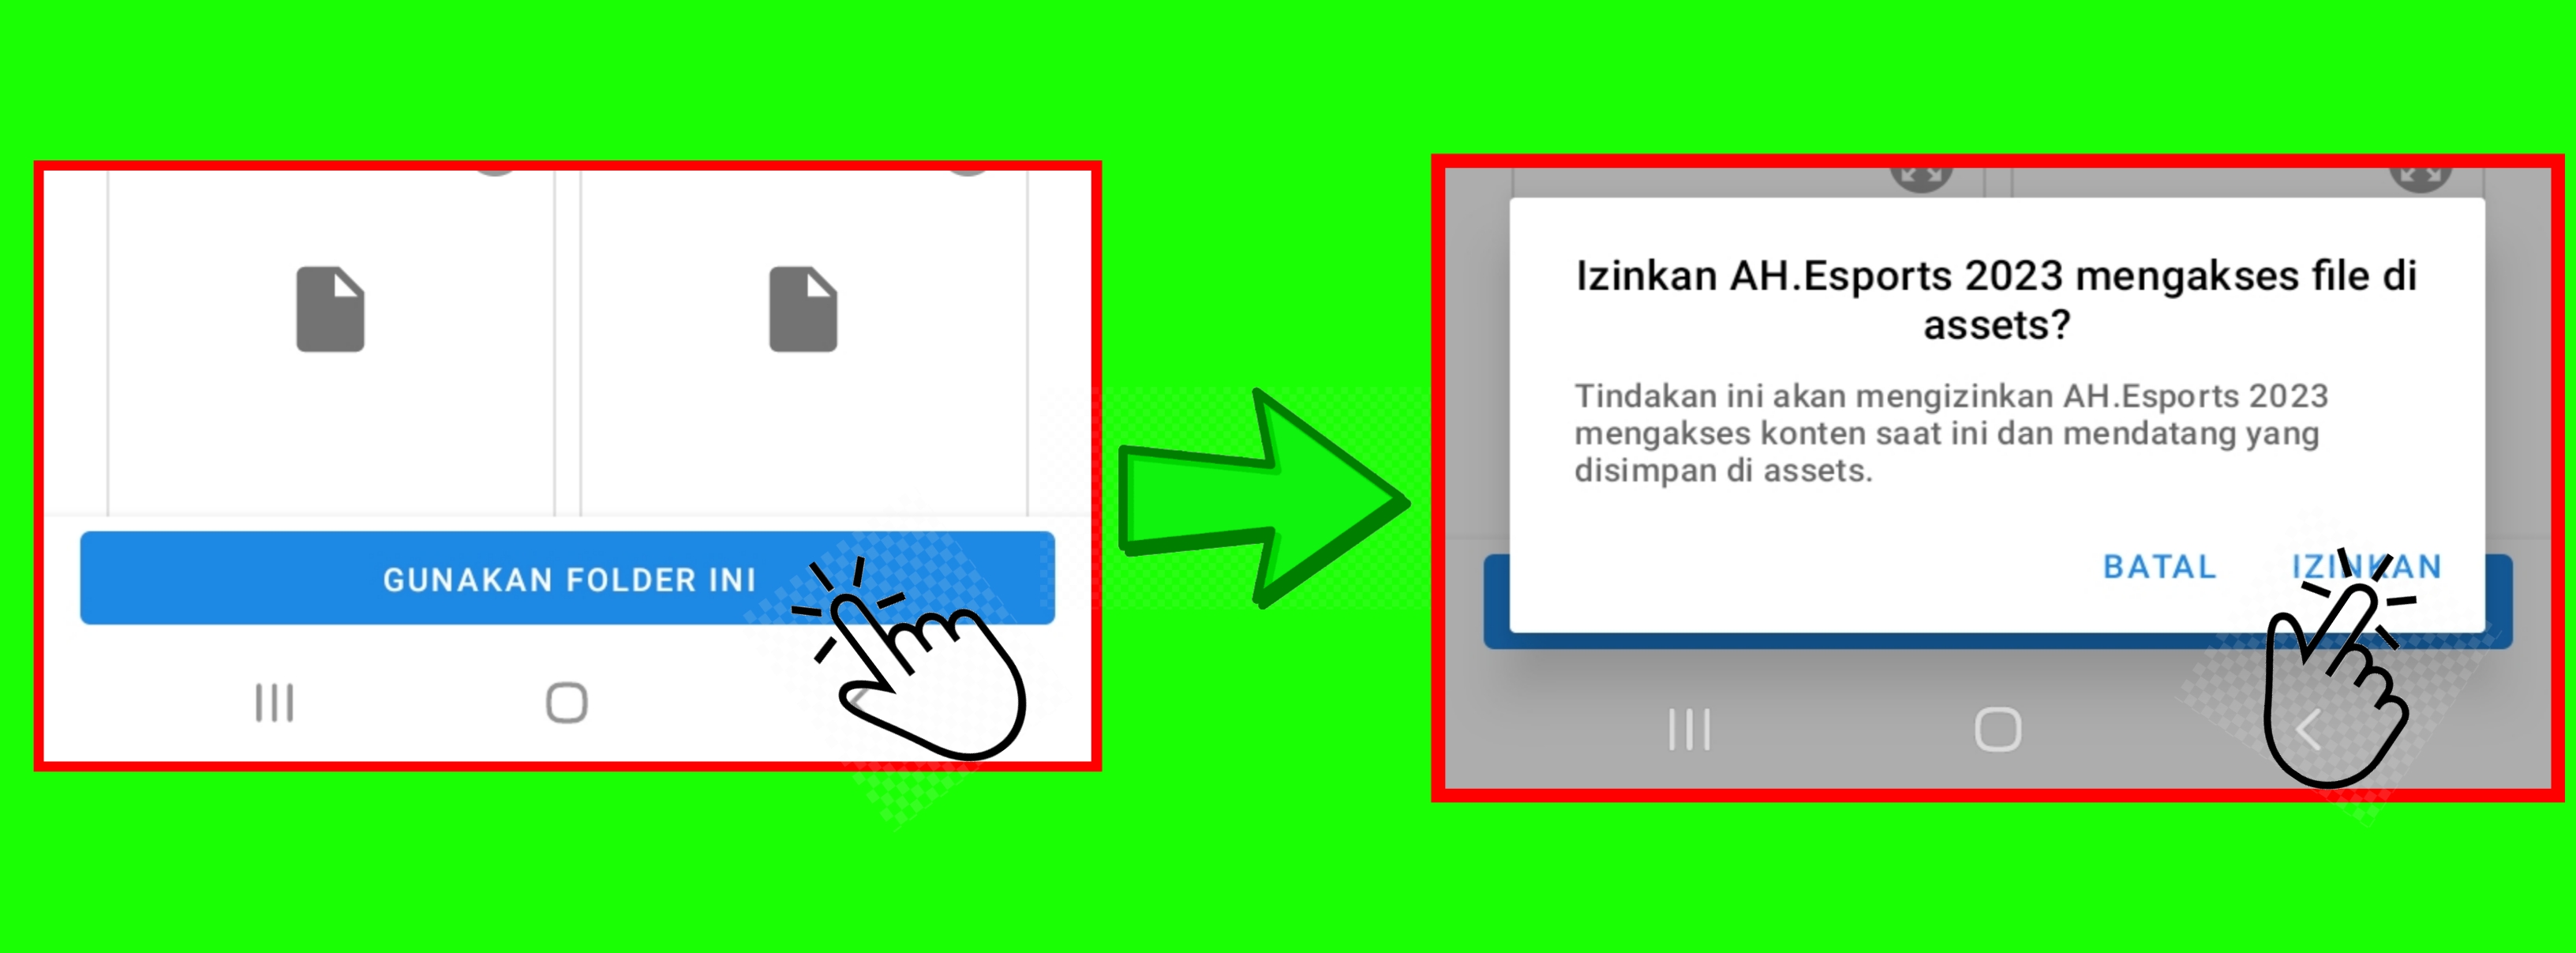 GUNAKAN FOLDER INI
Izinkan AH.Esports 2023 mengakses file di
assets?
Tindakan ini akan mengizinkan AH.Esports 2023
mengakses konten saat ini dan mendatang yang
disimpan di assets.
BATAL IZINKAN